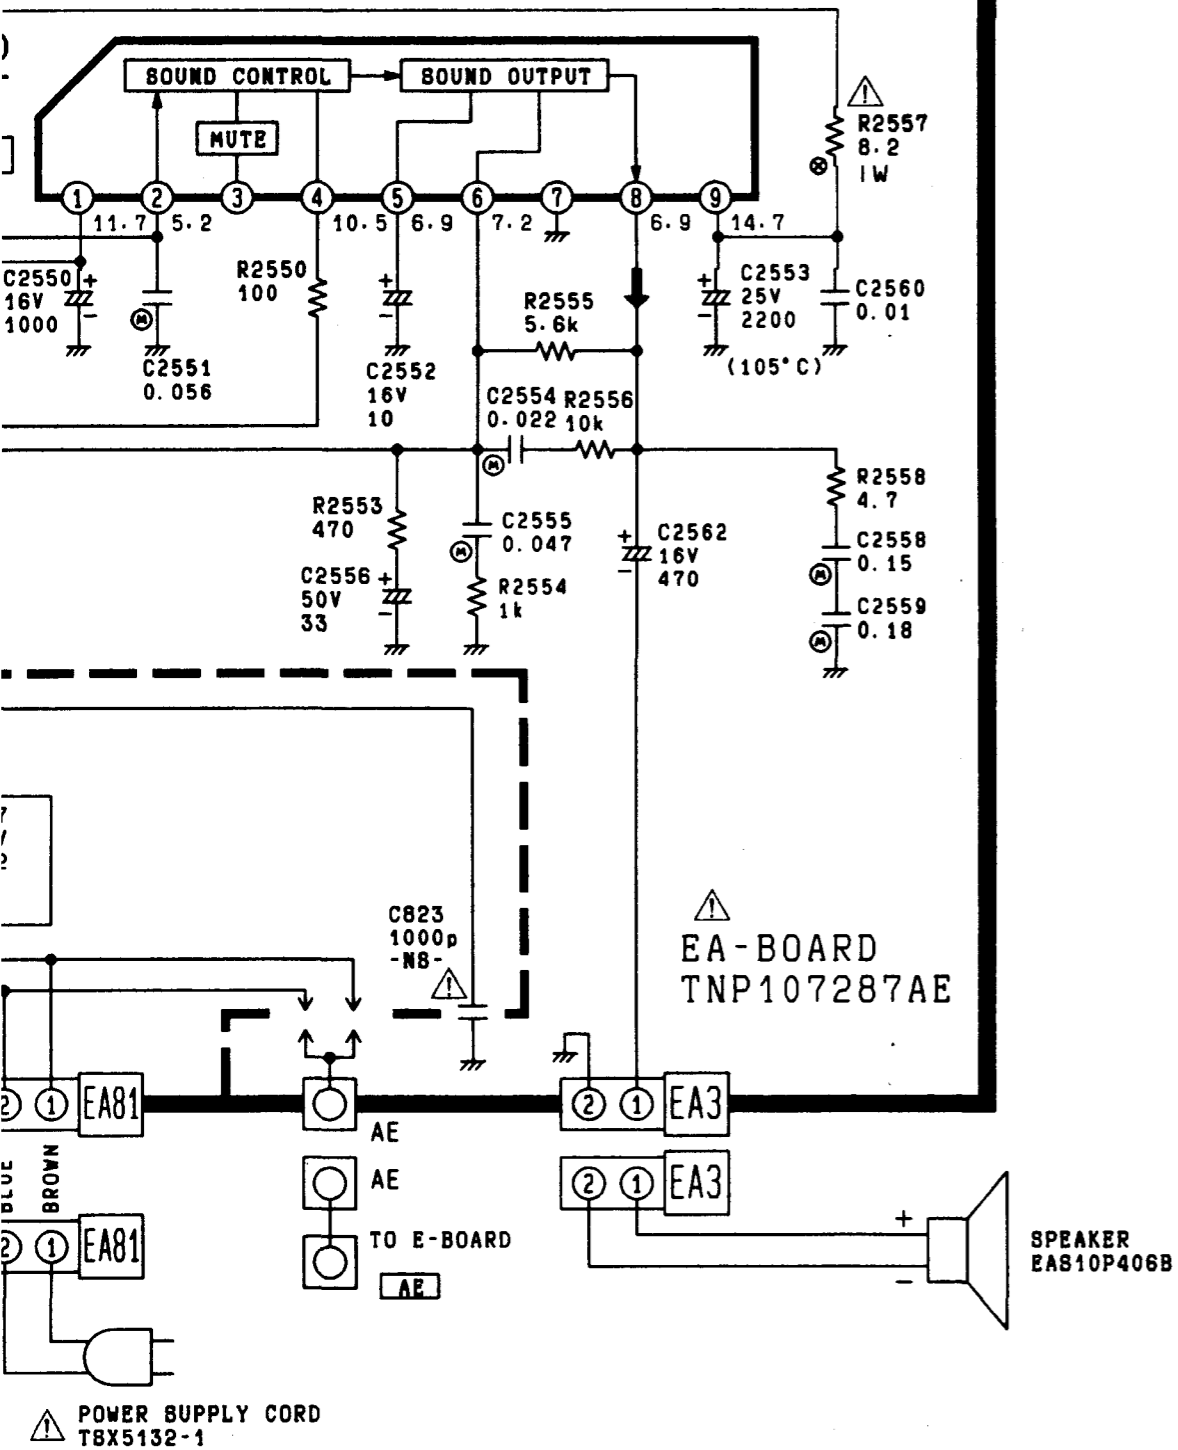 SOUND CONTROL
SOUND OUTPUT
MUTE
1 2 3 4 5 6 7 8 9
11.7 5.2 10.5 6.9 7.2 6.9 14.7
R2557
8.2
1W
C2550
16V
1000
+
-
M
C2551
0.056
R2550
100
+
-
C2552
16V
10
R2555
5.6k
+
-
C2553
25V
2200
(105°C)
C2560
0.01
C2554
0.022
M
R2556
10k
R2553
470
C2556
50V
33
+
-
C2555
0.047
M
R2554
1k
+
-
C2562
16V
470
R2558
4.7
C2558
0.15
M
C2559
0.18
M
C823
1000p
-NS-
!
!
EA-BOARD
TNP107287AE
2 1 EA81
AE
2 1 EA3
BLUE
BROWN
AE
2 1 EA3
2 1 EA81
TO E-BOARD
AE
+
-
SPEAKER
EAS10P406B
! POWER SUPPLY CORD
TSX5132-1